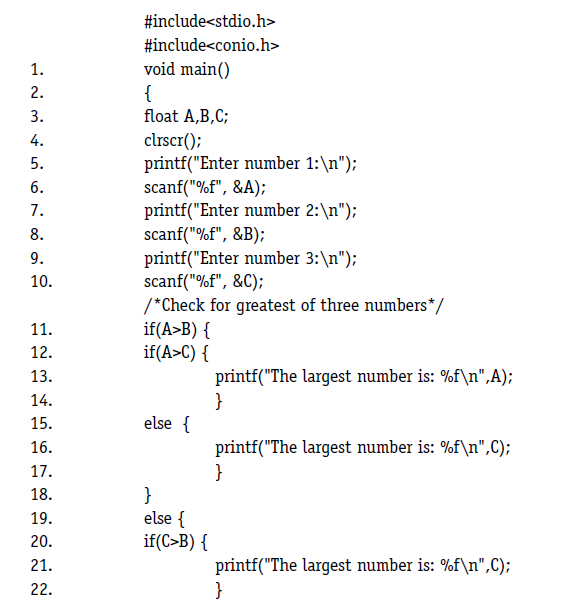 #include<stdio.h>
#include<conio.h>
1. void main()
2. {
3. float A,B,C;
4. clrscr();
5. printf("Enter number 1:\n");
6. scanf("%f", &A);
7. printf("Enter number 2:\n");
8. scanf("%f", &B);
9. printf("Enter number 3:\n");
10. scanf("%f", &C);
/*Check for greatest of three numbers*/
11. if(A>B) {
12. if(A>C) {
13. printf("The largest number is: %f\n",A);
14. }
15. else {
16. printf("The largest number is: %f\n",C);
17. }
18. }
19. else {
20. if(C>B) {
21. printf("The largest number is: %f\n",C);
22. }